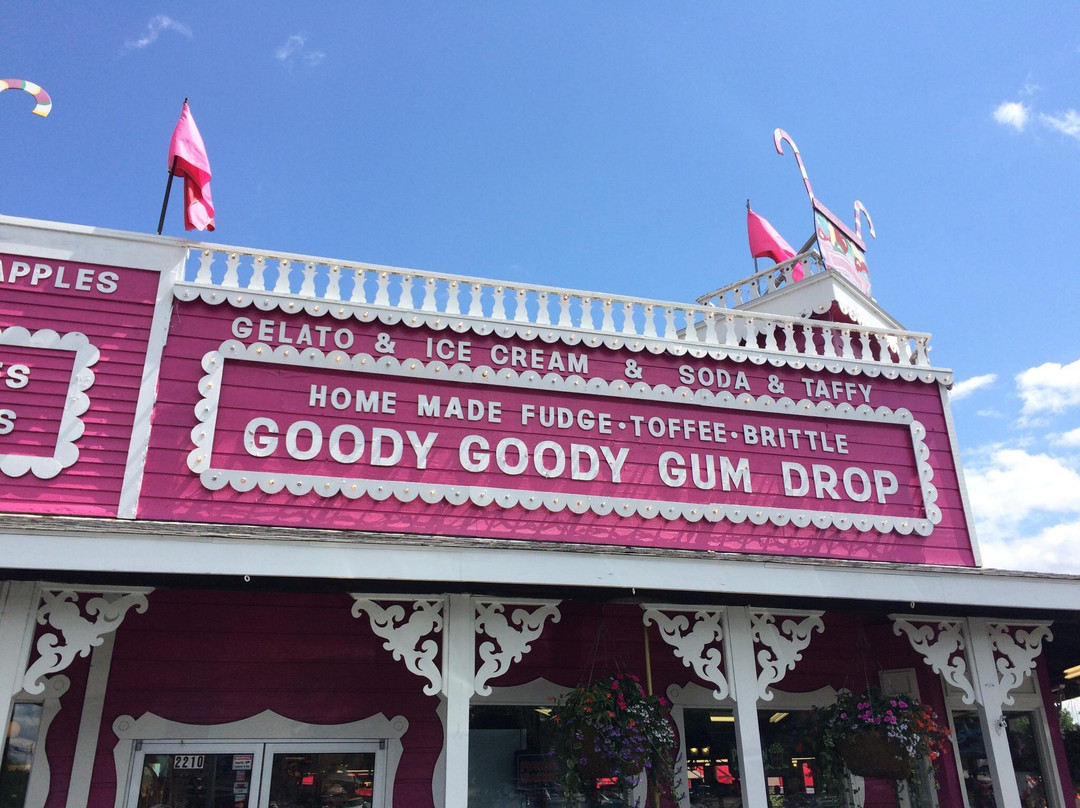 APPLES
GELATO & ICE CREAM & SODA & TAFFY
HOME MADE FUDGE • TOFFEE • BRITTLE
GOODY GOODY GUM DROP
2210